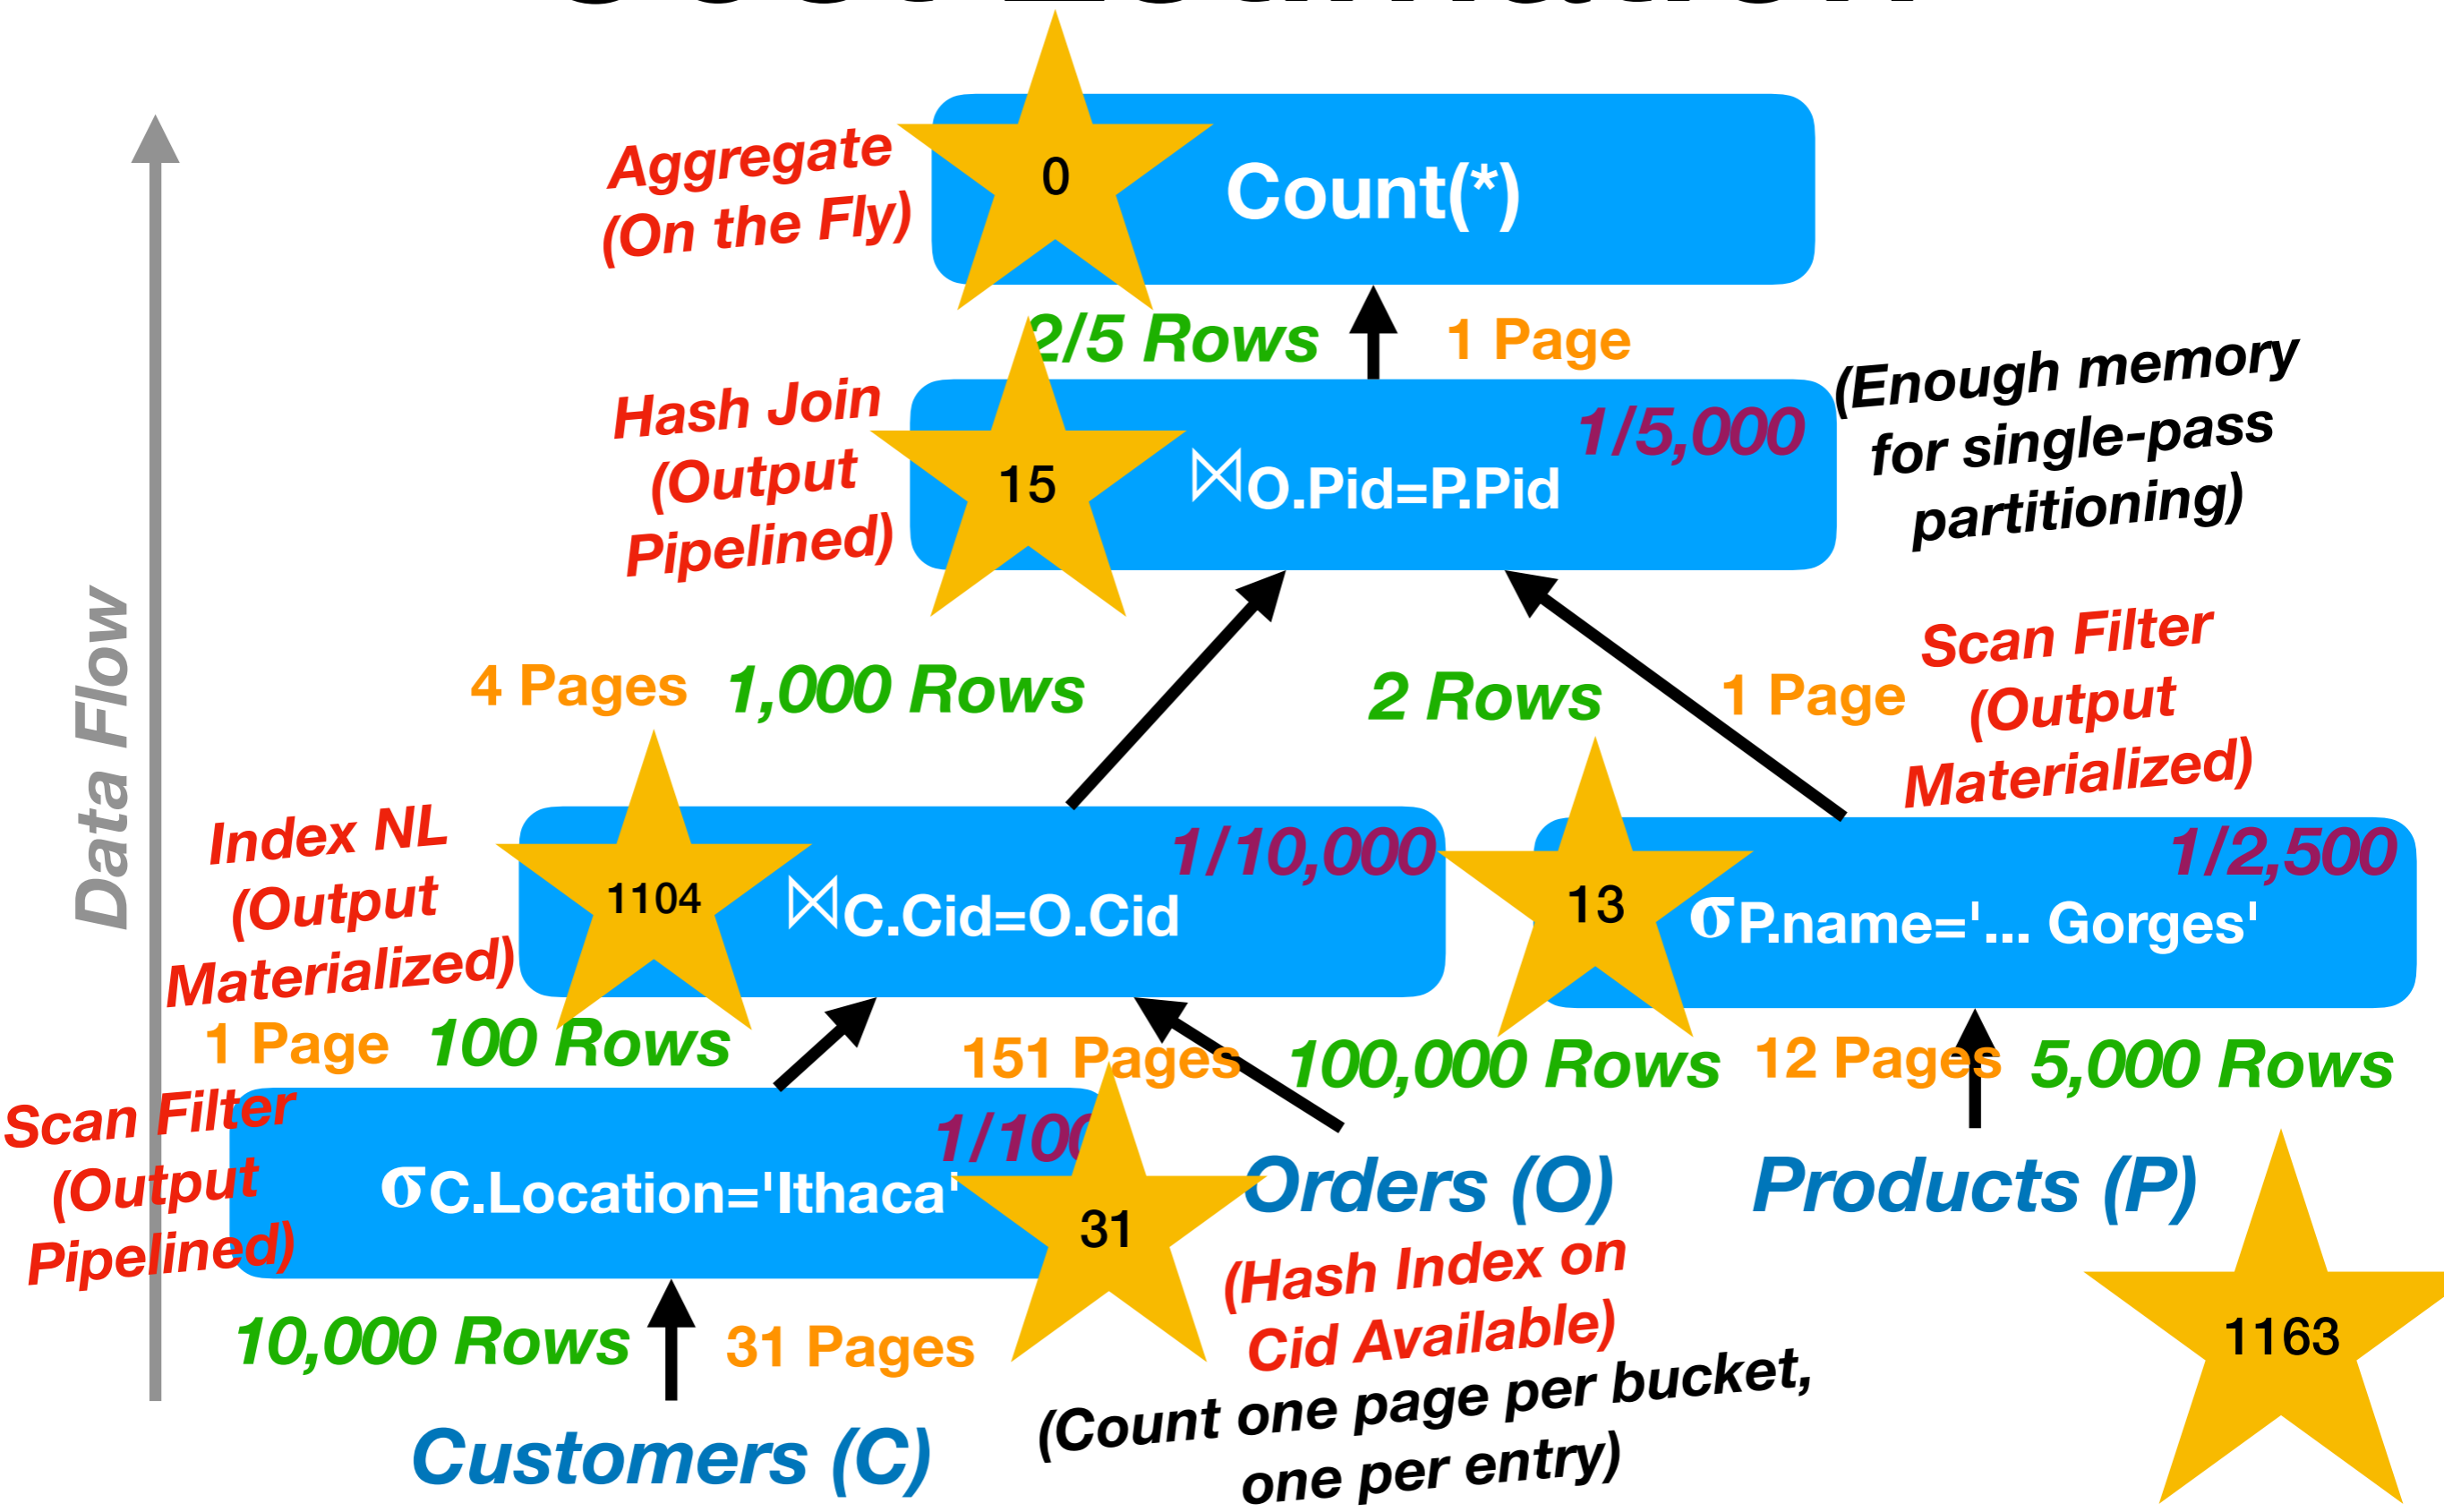 Aggregate
(On the Fly)
0
Count(*)
2/5 Rows
1 Page
Hash Join
(Output
Pipelined)
15
⋈O.Pid=P.Pid
1/5,000
(Enough memory
for single-pass
partitioning)
Data Flow
4 Pages
1,000 Rows
2 Rows
1 Page
Scan Filter
(Output
Materialized)
Index NL
(Output
Materialized)
1104
⋈C.Cid=O.Cid
1/10,000
13
σP.name='... Gorges'
1/2,500
1 Page
100 Rows
151 Pages
100,000 Rows
12 Pages
5,000 Rows
Scan Filter
(Output
Pipelined)
σC.Location='Ithaca'
1/100
31
Orders (O)
(Hash Index on
Cid Available)
(Count one page per bucket,
one per entry)
Products (P)
1163
10,000 Rows
31 Pages
Customers (C)